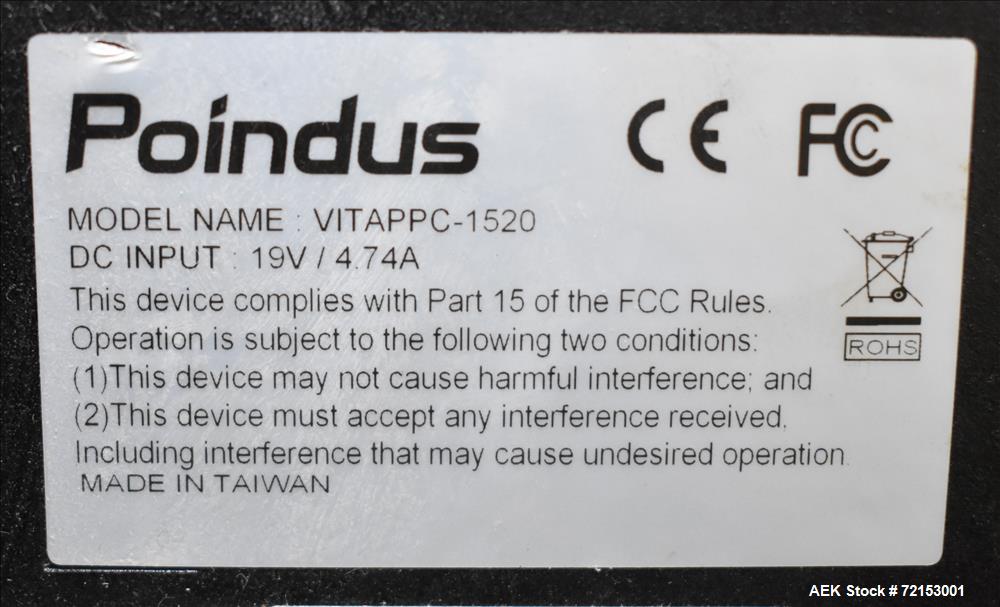 Poindus CE FC
MODEL NAME : VITAPPC-1520
DC INPUT : 19V / 4.74A
This device complies with Part 15 of the FCC Rules.
Operation is subject to the following two conditions:
(1)This device may not cause harmful interference; and
(2)This device must accept any interference received,
Including interference that may cause undesired operation.
MADE IN TAIWAN
ROHS
AEK Stock # 72153001